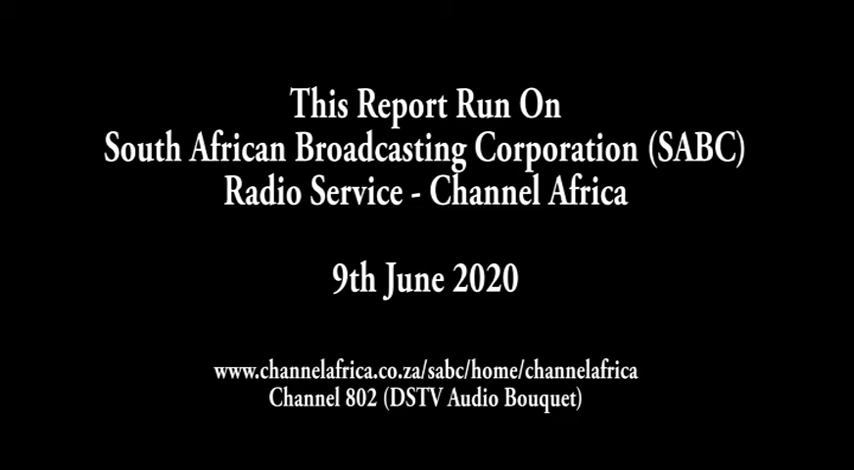 This Report Run On
South African Broadcasting Corporation (SABC)
Radio Service - Channel Africa
9th June 2020
www.channelafrica.co.za/sabc/home/channelafrica
Channel 802 (DSTV Audio Bouquet)